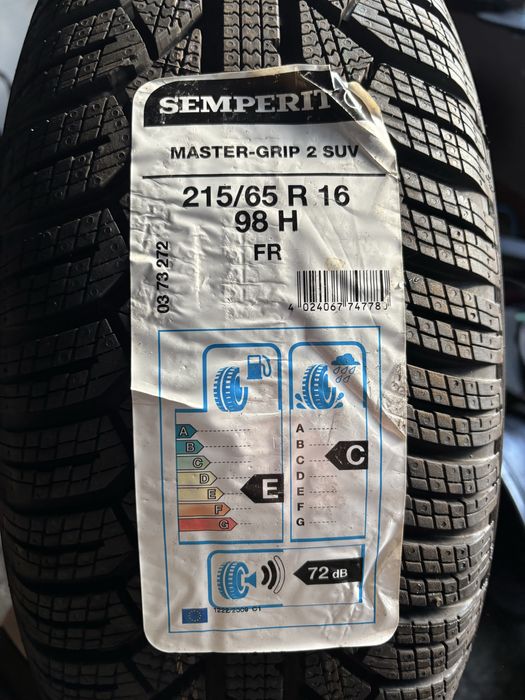 SEMPERIT
MASTER-GRIP 2 SUV
215/65 R 16
98 H
FR
03 73 272
4 024067 74778
A
B
C
D
E
F
G
E
A
B
C
D
E
F
G
C
72 dB
1222/2009 C1